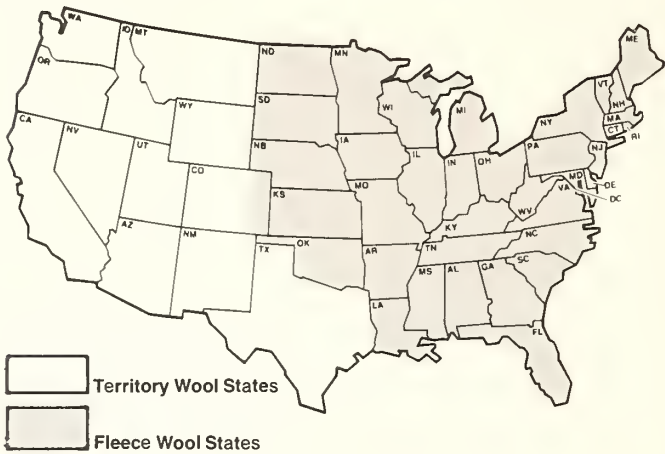 WA
ID
MT
ND
MN
ME
OR
VT
NH
SD
WI
MI
NY
MA
CT
RI
WY
CA
NV
NB
IA
PA
NJ
UT
IL
IN
OH
MD
DE
CO
MO
VA
DC
KS
WV
KY
AZ
NM
OK
TN
NC
TX
AR
SC
MS
AL
GA
LA
FL
Territory Wool States
Fleece Wool States